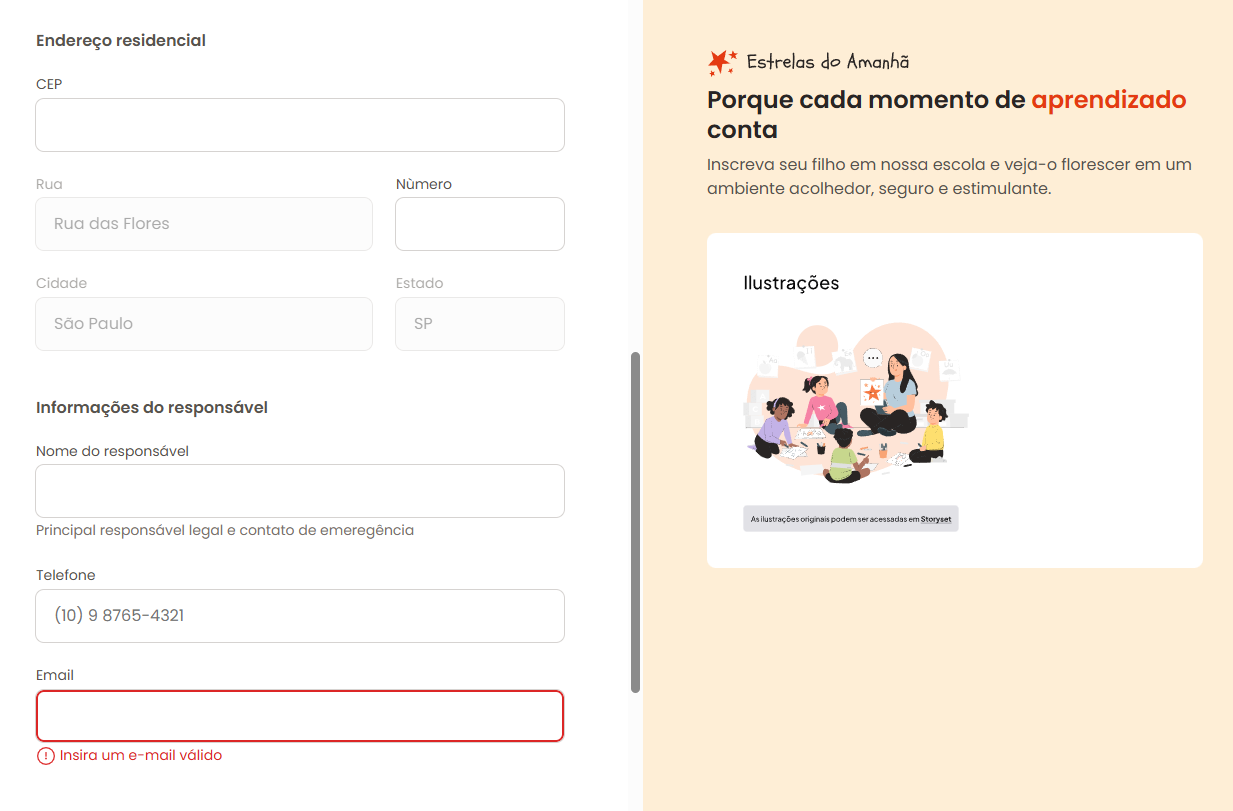 Endereço residencial
CEP
Rua
Nùmero
Rua das Flores
Cidade
Estado
São Paulo
SP
Informações do responsável
Nome do responsável
Principal responsável legal e contato de emeregência
Telefone
(10) 9 8765-4321
Email
! Insira um e-mail válido
Estrelas do Amanhã
Porque cada momento de aprendizado
conta
Inscreva seu filho em nossa escola e veja-o florescer em um
ambiente acolhedor, seguro e estimulante.
Ilustrações
As ilustrações originais podem ser acessadas em Storyset